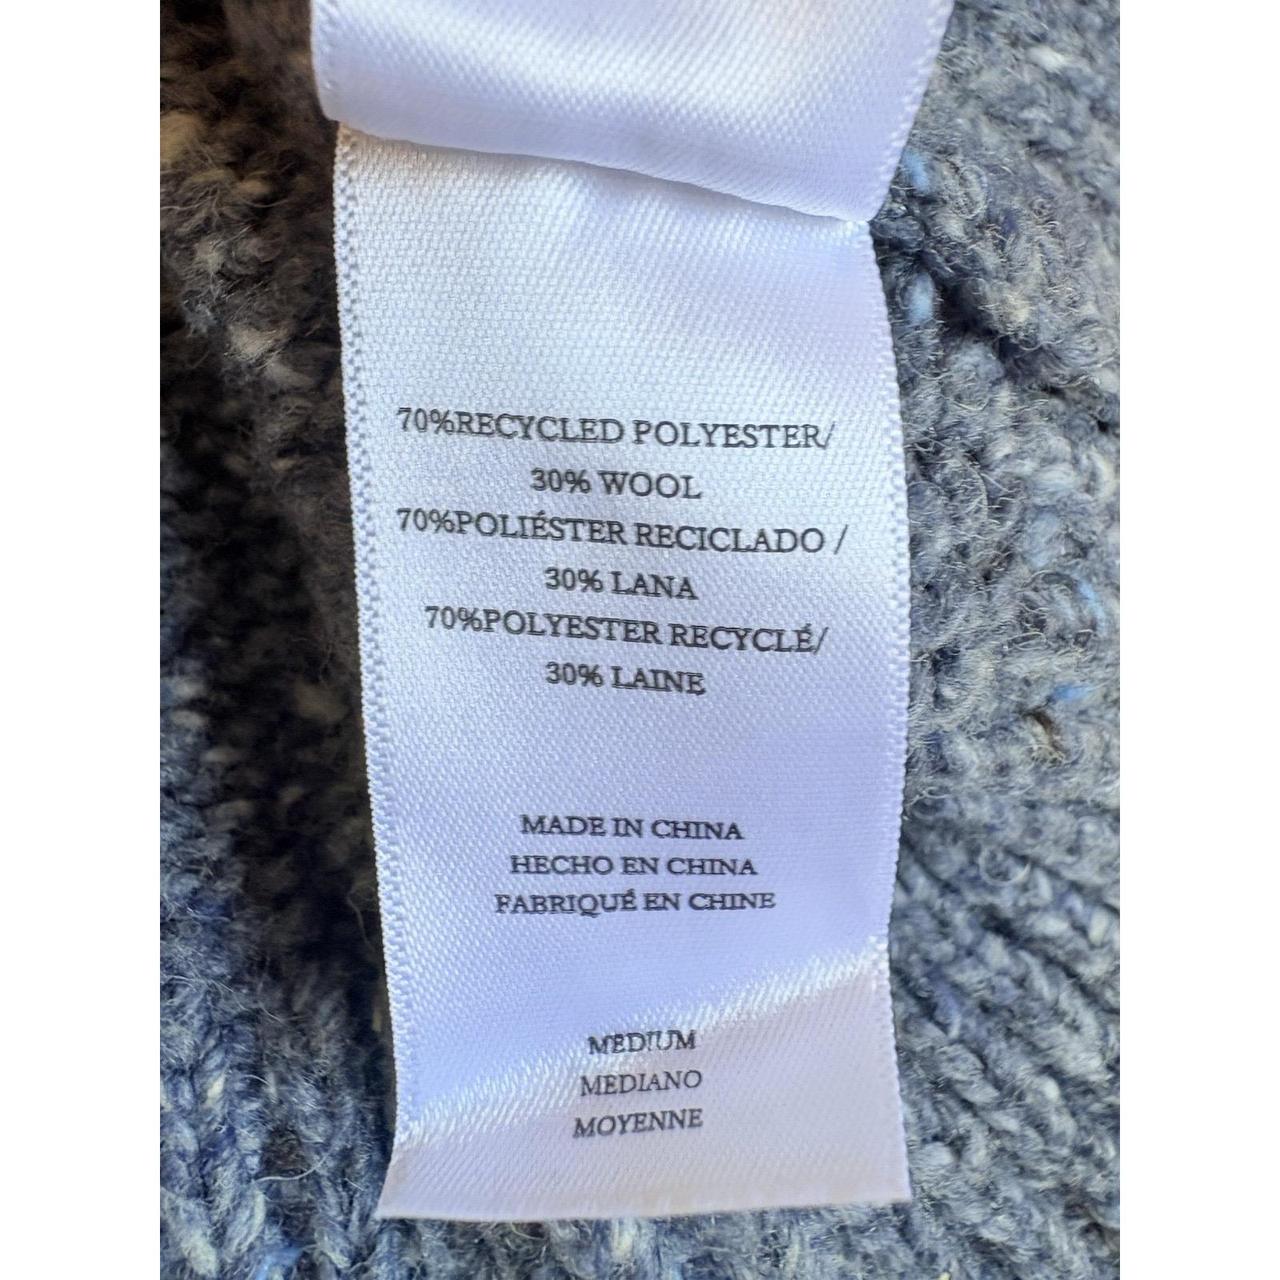 70%RECYCLED POLYESTER/
30% WOOL
70%POLIÉSTER RECICLADO /
30% LANA
70%POLYESTER RECYCLÉ/
30% LAINE
MADE IN CHINA
HECHO EN CHINA
FABRIQUÉ EN CHINE
MEDIUM
MEDIANO
MOYENNE